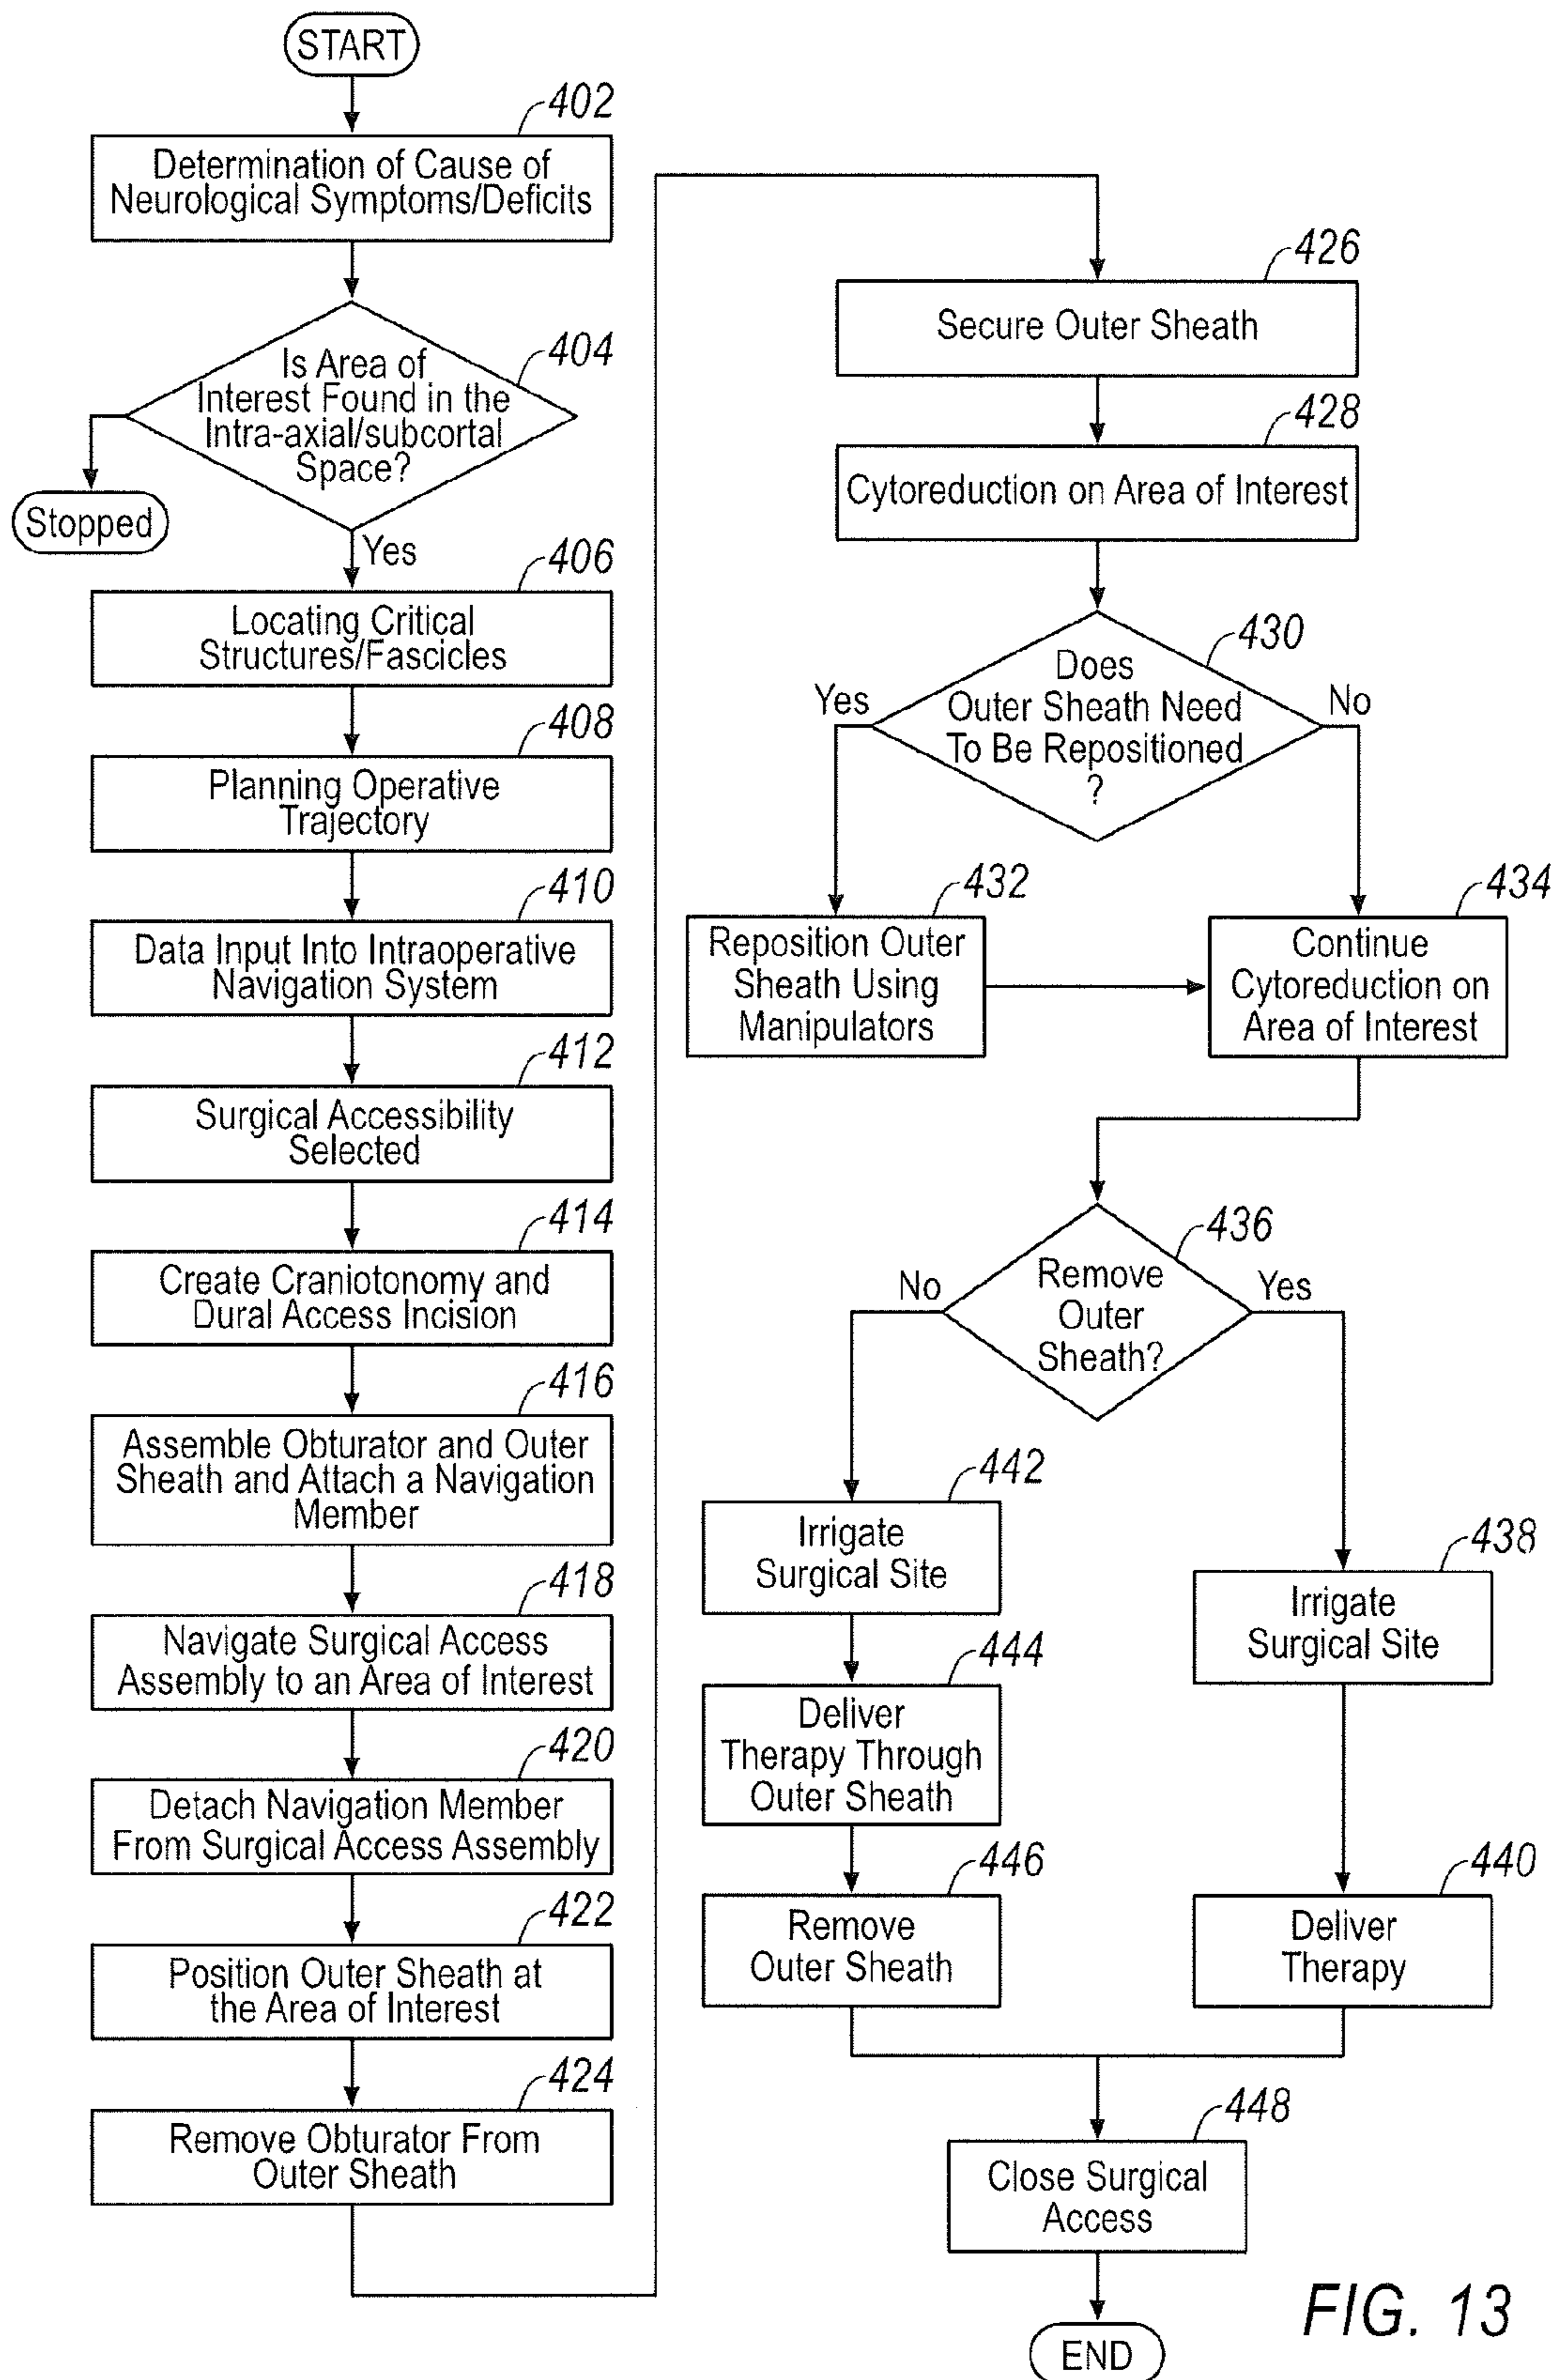 START
402
Determination of Cause of
Neurological Symptoms/Deficits
404
Is Area of
Interest Found in the
Intra-axial/subcortal
Space?
Stopped
Yes
406
Locating Critical
Structures/Fascicles
408
Planning Operative
Trajectory
410
Data Input Into Intraoperative
Navigation System
412
Surgical Accessibility
Selected
414
Create Craniotonomy and
Dural Access Incision
416
Assemble Obturator and Outer
Sheath and Attach a Navigation
Member
418
Navigate Surgical Access
Assembly to an Area of Interest
420
Detach Navigation Member
From Surgical Access Assembly
422
Position Outer Sheath at
the Area of Interest
424
Remove Obturator From
Outer Sheath
426
Secure Outer Sheath
428
Cytoreduction on Area of Interest
430
Does
Outer Sheath Need
To Be Repositioned
?
Yes
No
432
Reposition Outer
Sheath Using
Manipulators
434
Continue
Cytoreduction on
Area of Interest
436
Remove
Outer
Sheath?
No
Yes
442
Irrigate
Surgical Site
444
Deliver
Therapy Through
Outer Sheath
446
Remove
Outer Sheath
438
Irrigate
Surgical Site
440
Deliver
Therapy
448
Close Surgical
Access
END
FIG. 13